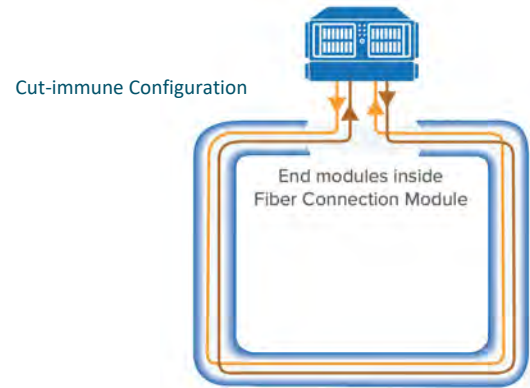 Cut-immune Configuration
End modules inside
Fiber Connection Module